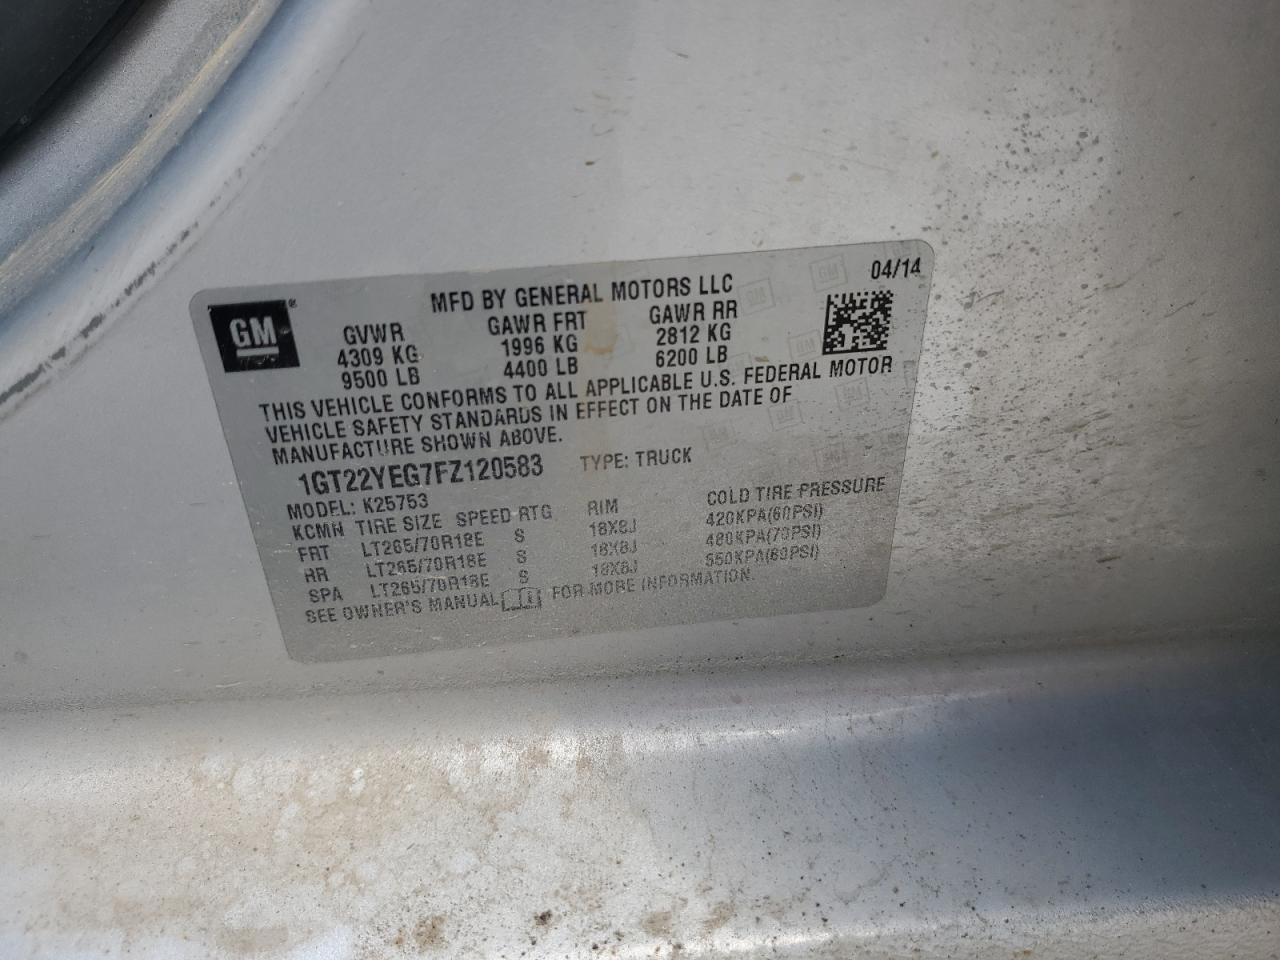 MFD BY GENERAL MOTORS LLC 04/14
GM®
GVWR GAWR FRT GAWR RR
4309 KG 1996 KG 2812 KG
9500 LB 4400 LB 6200 LB
THIS VEHICLE CONFORMS TO ALL APPLICABLE U.S. FEDERAL MOTOR
VEHICLE SAFETY STANDARDS IN EFFECT ON THE DATE OF
MANUFACTURE SHOWN ABOVE.
1GT22YEG7FZ120583 TYPE: TRUCK
MODEL: K25753
KCMN TIRE SIZE SPEED RTG RIM COLD TIRE PRESSURE
FRT LT265/70R18E S 18X8J 420KPA(60PSI)
RR LT265/70R18E S 18X8J 480KPA(70PSI)
SPA LT265/70R18E S 18X8J 550KPA(80PSI)
SEE OWNER'S MANUAL FOR MORE INFORMATION.